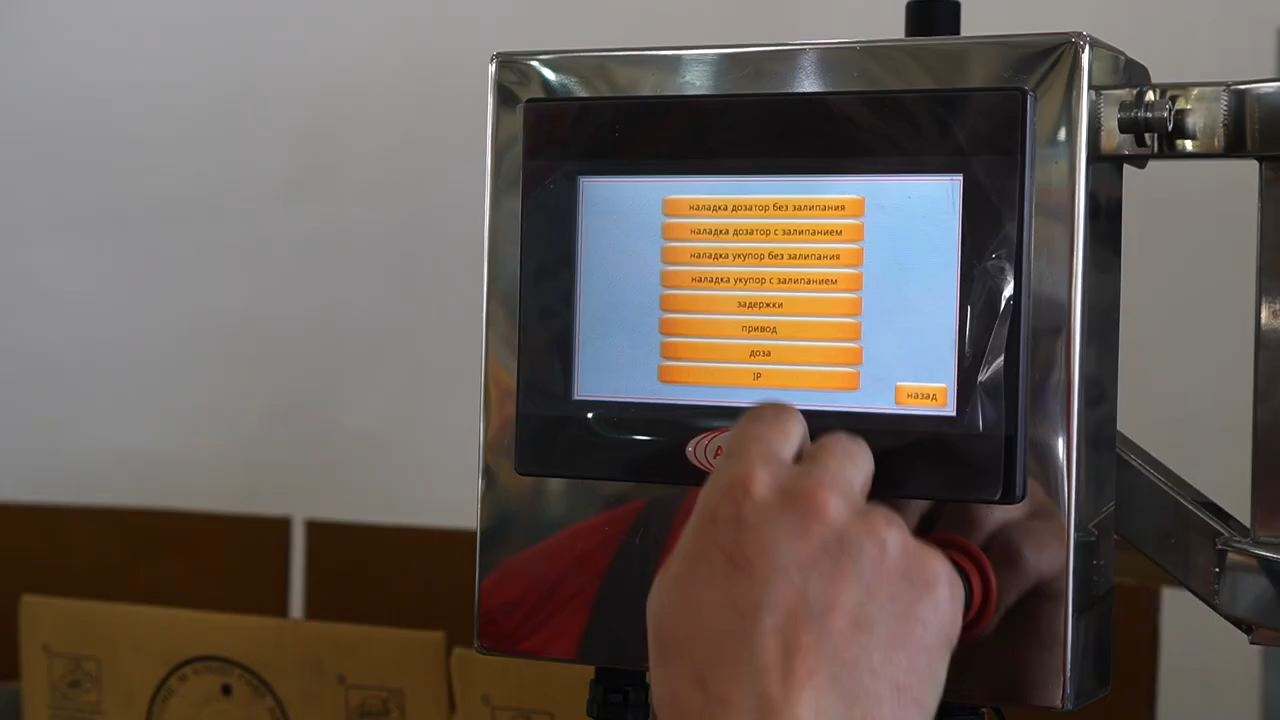 наладка дозатор без залипания
наладка дозатор с залипанием
наладка укупор без залипания
наладка укупор с залипанием
задержки
привод
доза
IP
назад